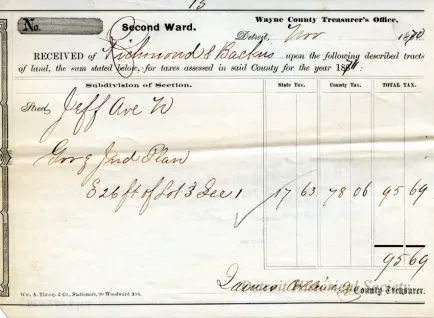 15
No.
Second Ward.
Wayne County Treasurer's Office,
Detroit, Nov 1870
RECEIVED OF Richmond & Backus upon the following described tracts
of land, the sum stated below, for taxes assessed in said County for the year 1870:
Subdivision of Section. State Tax. County Tax. TOTAL TAX.
Street Jeff Ave W
Gov & Jud Plan
E 26 ft of Lot 3 Sec 1 17 63 78 06 95 69
95 69
James County Treasurer.
Wm. A. Throop & Co., Stationers, 90 Woodward Ave.